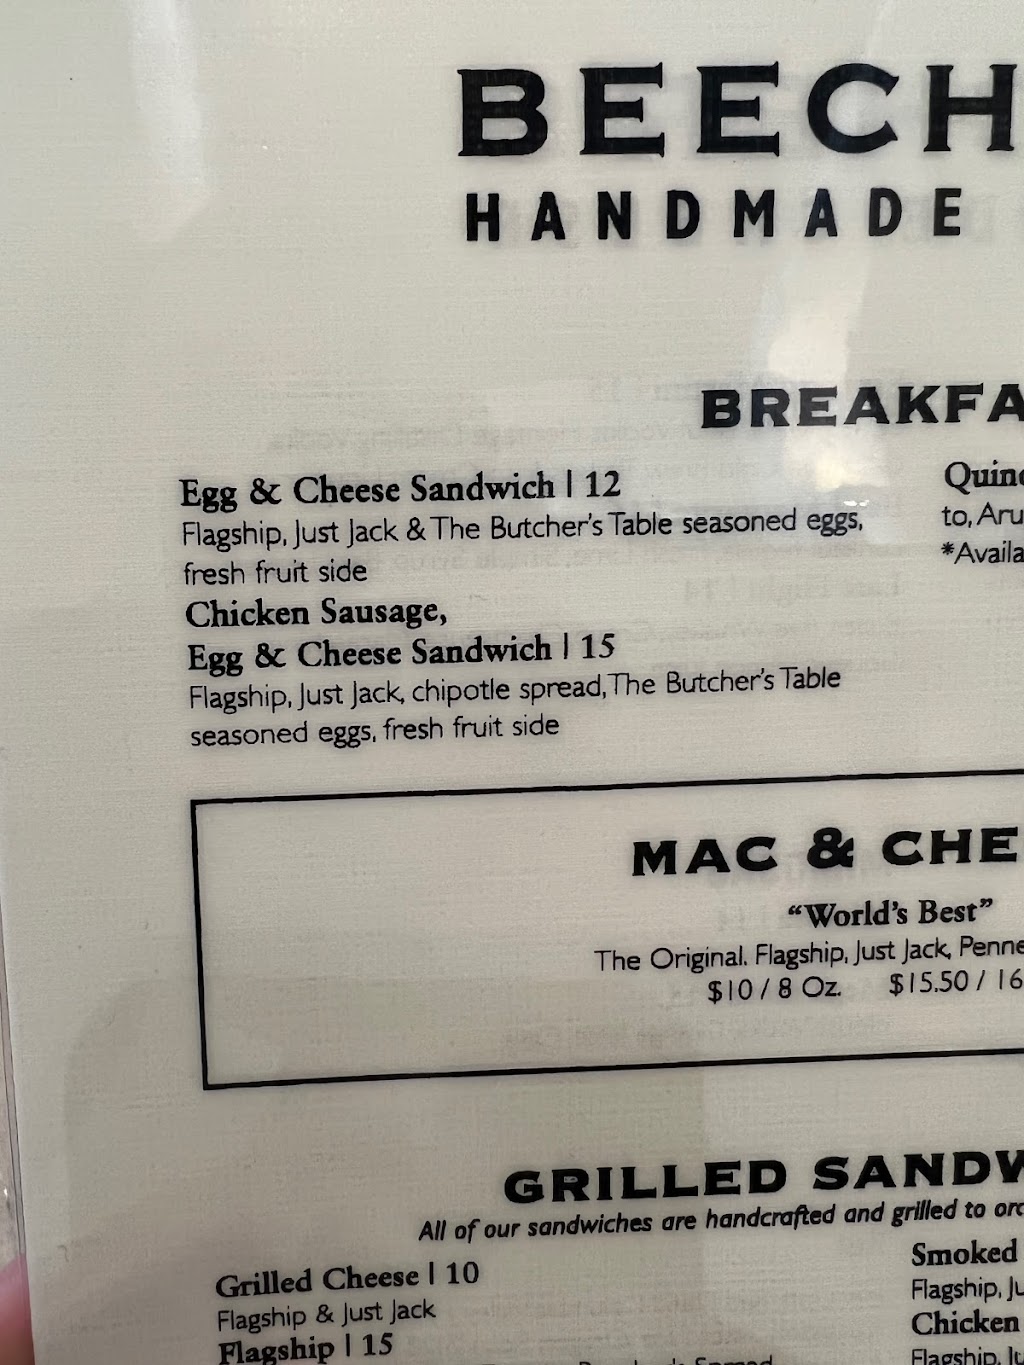 BEECH
HANDMADE
BREAKFA
Egg & Cheese Sandwich | 12
Flagship, Just Jack & The Butcher's Table seasoned eggs,
fresh fruit side
Chicken Sausage,
Egg & Cheese Sandwich | 15
Flagship, Just Jack, chipotle spread, The Butcher's Table
seasoned eggs, fresh fruit side
Quino
to, Aru
*Availa
MAC & CHE
"World's Best"
The Original. Flagship, Just Jack, Penne
$10 / 8 Oz. $15.50 / 16
GRILLED SANDW
All of our sandwiches are handcrafted and grilled to ord
Grilled Cheese | 10
Flagship & Just Jack
Flagship | 15
Smoked
Flagship, Ju
Chicken
Flagship, Ju
Spread